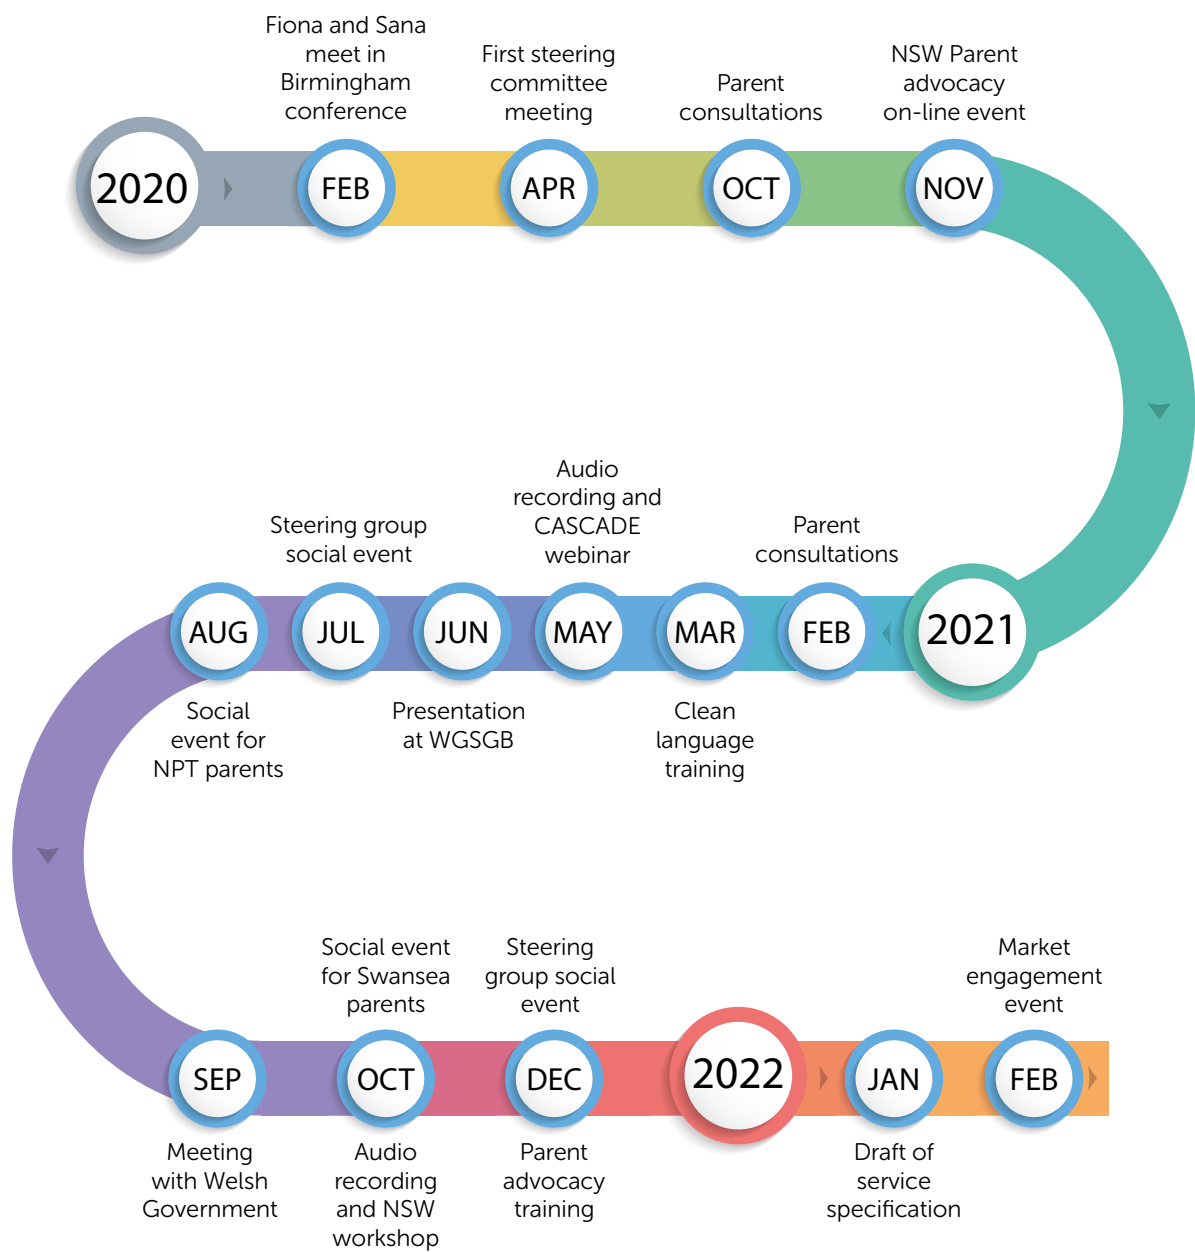 2020
Fiona and Sana
meet in
Birmingham
conference
FEB
First steering
committee
meeting
APR
Parent
consultations
OCT
NSW Parent
advocacy
on-line event
NOV
2021
Parent
consultations
FEB
MAR
Clean
language
training
Audio
recording and
CASCADE
webinar
MAY
JUN
Presentation
at WGSGB
Steering group
social event
JUL
AUG
Social
event for
NPT parents
SEP
Meeting
with Welsh
Government
Social event
for Swansea
parents
OCT
Audio
recording
and NSW
workshop
Steering
group social
event
DEC
Parent
advocacy
training
2022
JAN
Draft of
service
specification
Market
engagement
event
FEB